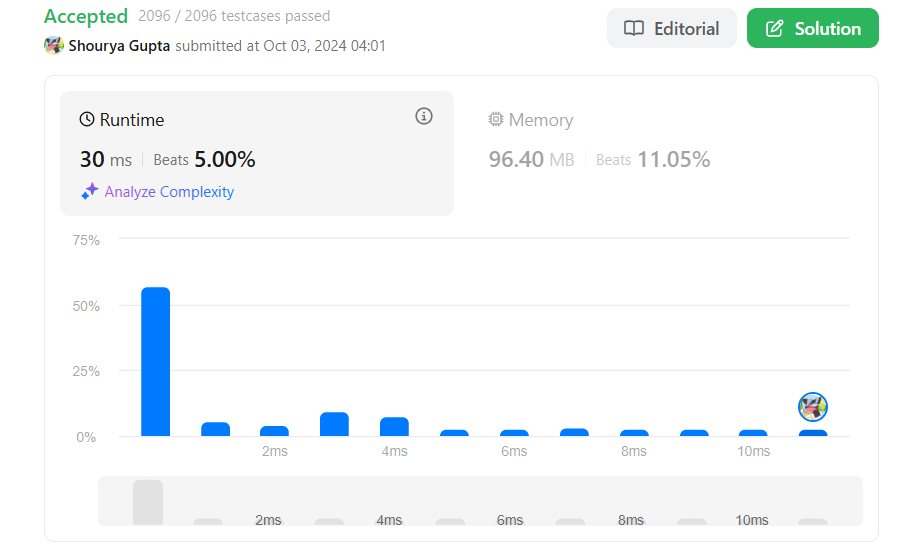 Accepted 2096 / 2096 testcases passed
Editorial
Solution
Shourya Gupta submitted at Oct 03, 2024 04:01
Runtime
30 ms Beats 5.00%
Analyze Complexity
Memory
96.40 MB Beats 11.05%
75%
50%
25%
0%
2ms 4ms 6ms 8ms 10ms
2ms 4ms 6ms 8ms 10ms